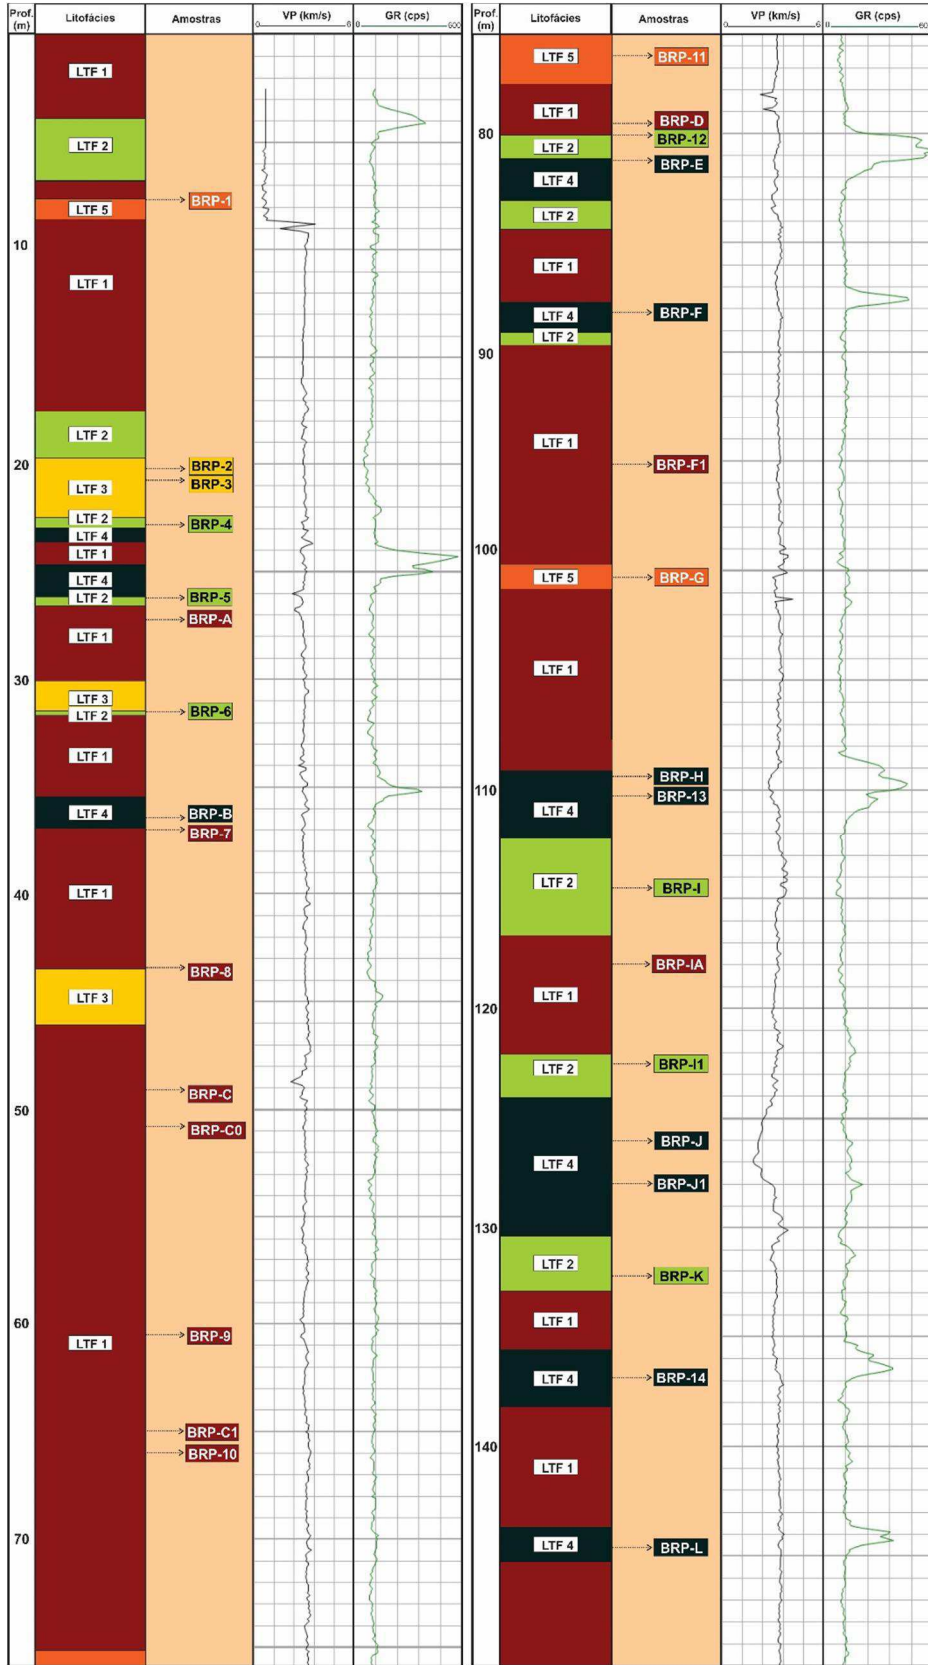 Prof. (m) Litofácies Amostras VP (km/s) GR (cps)
0 6 0 600
LTF 1
LTF 2
BRP-1
LTF 5
10
LTF 1
LTF 2
20
BRP-2
BRP-3
LTF 3
LTF 2
BRP-4
LTF 4
LTF 1
LTF 4
LTF 2
BRP-5
BRP-A
LTF 1
30
LTF 3
LTF 2
BRP-6
LTF 1
LTF 4
BRP-B
BRP-7
40
LTF 1
BRP-8
LTF 3
BRP-C
50
BRP-C0
60
BRP-9
LTF 1
BRP-C1
BRP-10
70
Prof. (m) Litofácies Amostras VP (km/s) GR (cps)
0 6 0 60
LTF 5
BRP-11
LTF 1
BRP-D
80
BRP-12
LTF 2
BRP-E
LTF 4
LTF 2
LTF 1
LTF 4
BRP-F
LTF 2
90
LTF 1
BRP-F1
100
LTF 5
BRP-G
LTF 1
BRP-H
110
BRP-13
LTF 4
LTF 2
BRP-I
BRP-IA
LTF 1
120
BRP-I1
LTF 2
BRP-J
LTF 4
BRP-J1
130
LTF 2
BRP-K
LTF 1
LTF 4
BRP-14
140
LTF 1
LTF 4
BRP-L